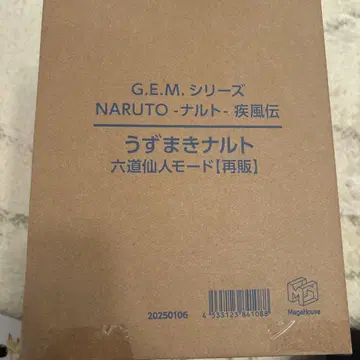 G.E.M.シリーズ
NARUTO -ナルト- 疾風伝
うずまきナルト
六道仙人モード【再販】
MegaHouse
20250106
4 535123 841088